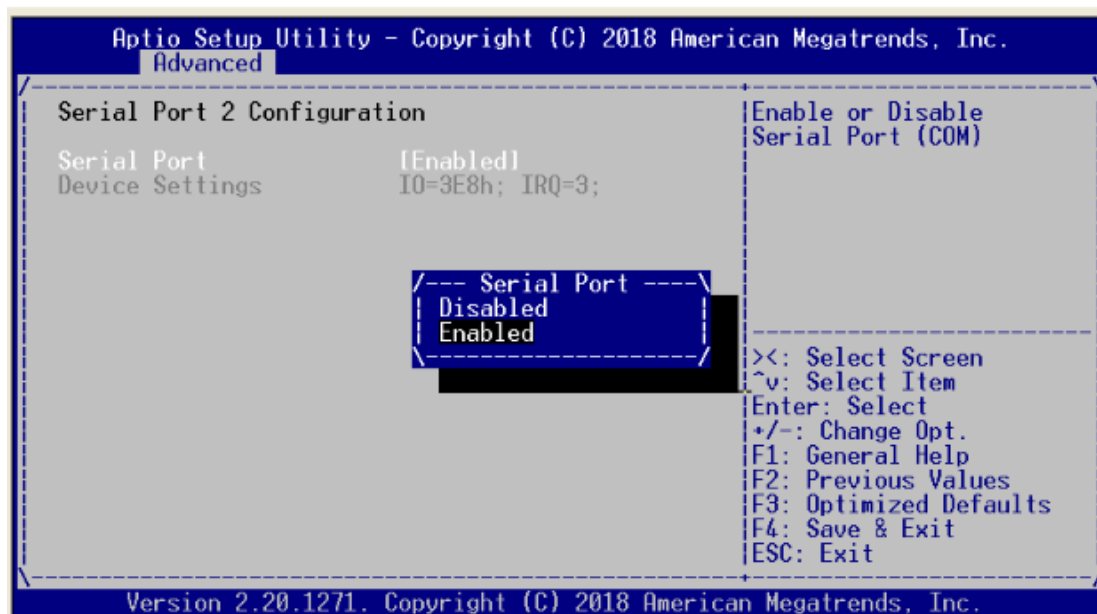 Aptio Setup Utility – Copyright (C) 2018 American Megatrends, Inc.
Advanced
Serial Port 2 Configuration
Serial Port [Enabled]
Device Settings IO=3E8h; IRQ=3;
Enable or Disable
Serial Port (COM)
/--- Serial Port ----\
Disabled
Enabled
><: Select Screen
^v: Select Item
Enter: Select
+/-: Change Opt.
F1: General Help
F2: Previous Values
F3: Optimized Defaults
F4: Save & Exit
ESC: Exit
Version 2.20.1271. Copyright (C) 2018 American Megatrends, Inc.